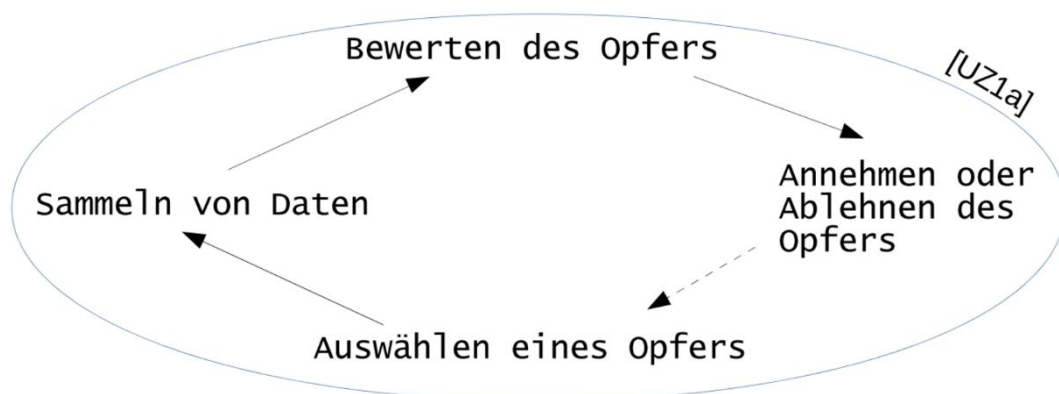 Bewerten des Opfers
[UZ1a]
Sammeln von Daten
Annehmen oder
Ablehnen des
Opfers
Auswählen eines Opfers